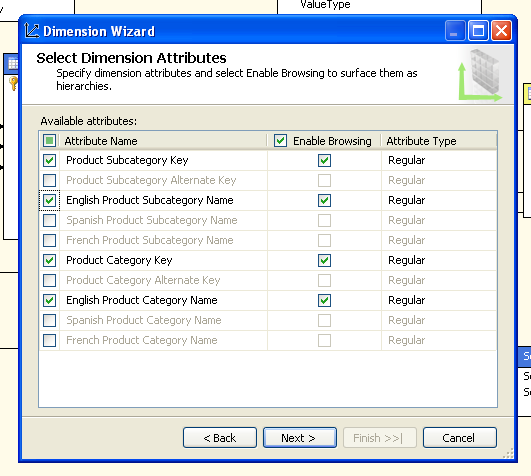 ValueType
Dimension Wizard
Select Dimension Attributes
Specify dimension attributes and select Enable Browsing to surface them as
hierarchies.
Available attributes:
Attribute Name Enable Browsing Attribute Type
Product Subcategory Key Regular
Product Subcategory Alternate Key Regular
English Product Subcategory Name Regular
Spanish Product Subcategory Name Regular
French Product Subcategory Name Regular
Product Category Key Regular
Product Category Alternate Key Regular
English Product Category Name Regular
Spanish Product Category Name Regular
French Product Category Name Regular
< Back Next > Finish >>| Cancel